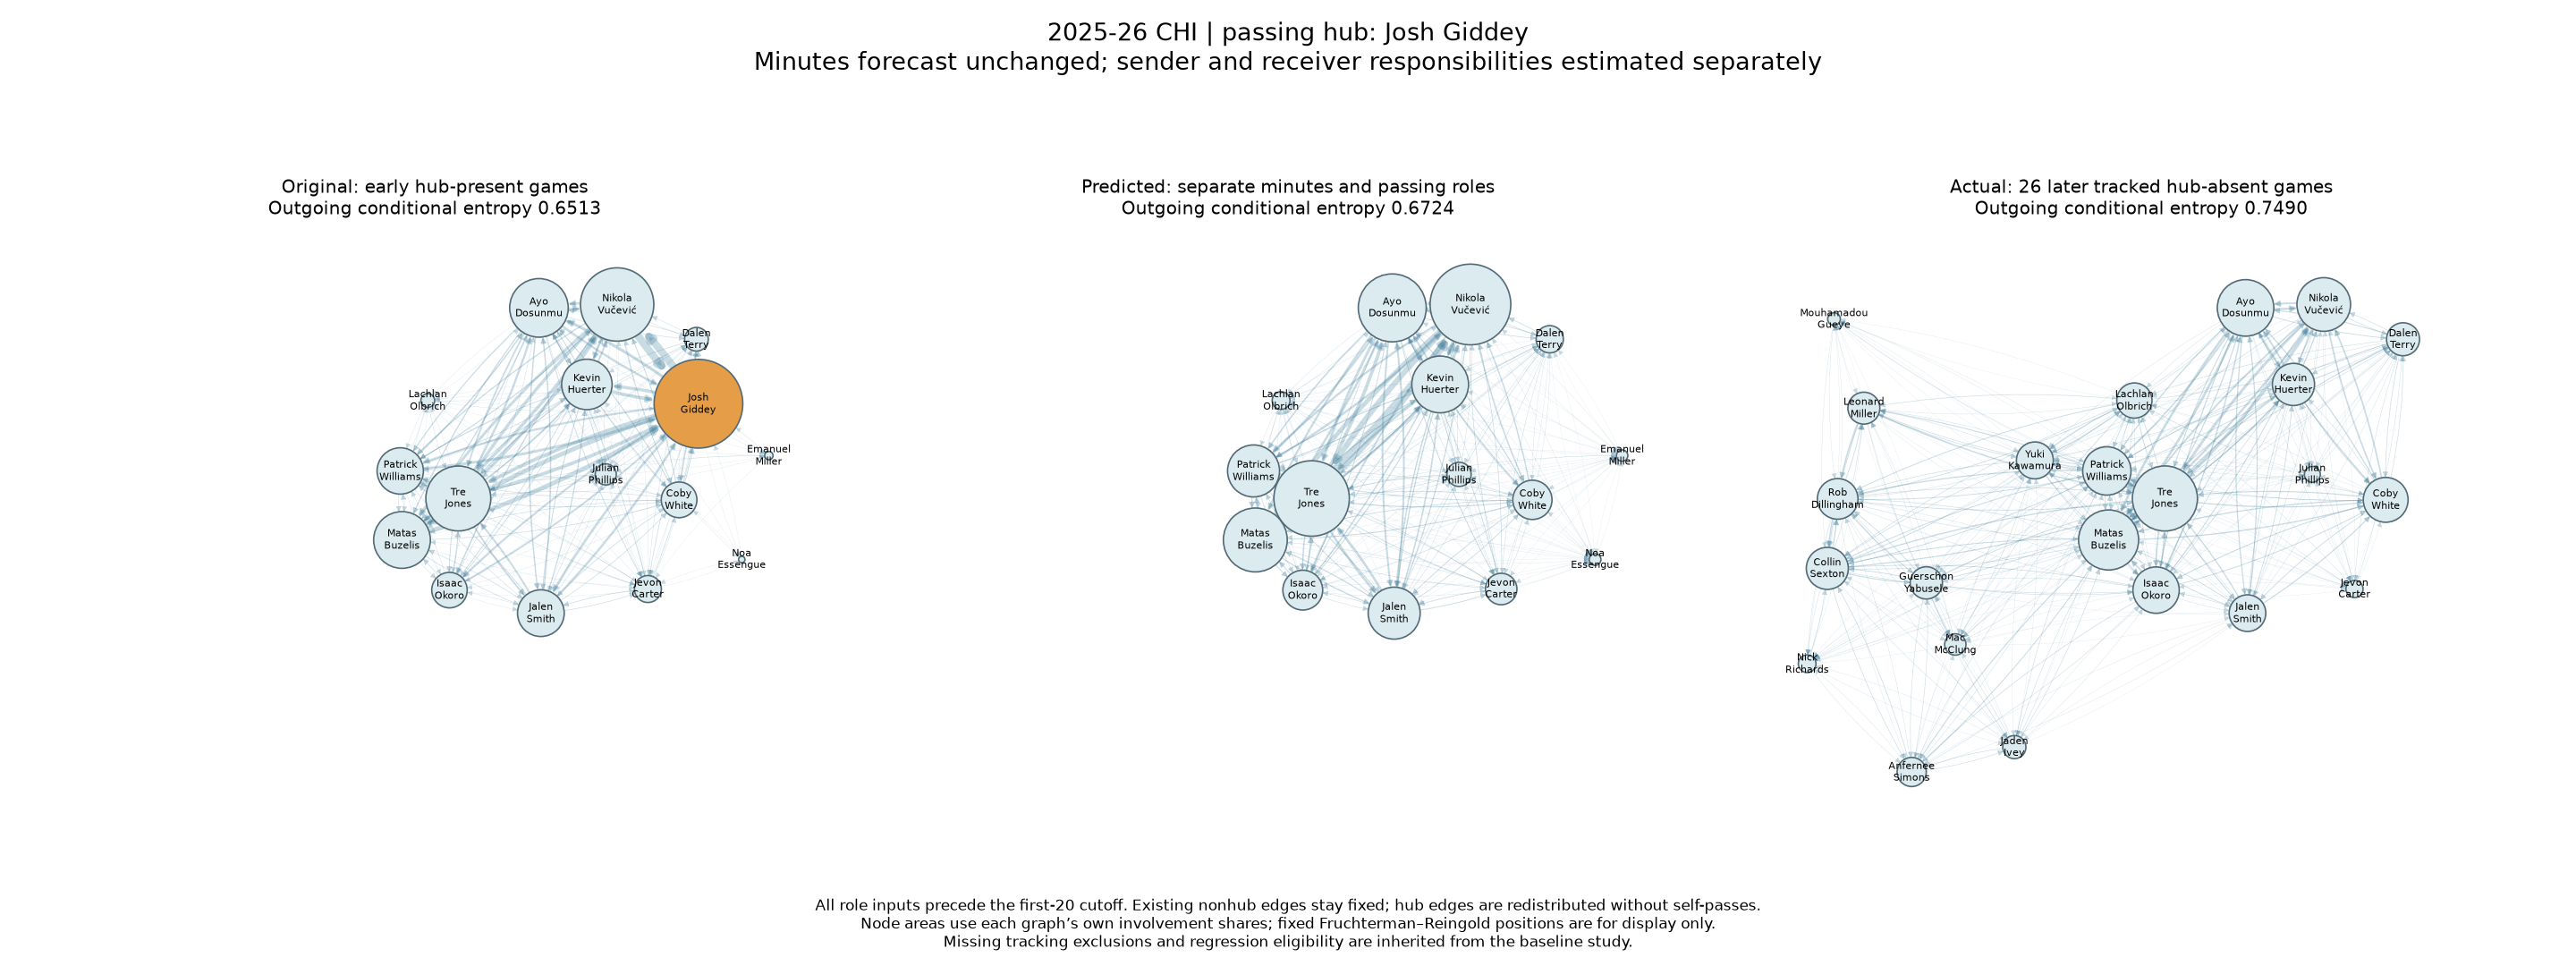 2025-26 CHI | passing hub: Josh Giddey
Minutes forecast unchanged; sender and receiver responsibilities estimated separately
Original: early hub-present games
Outgoing conditional entropy 0.6513
Ayo
Dosunmu
Nikola
Vučević
Dalen
Terry
Kevin
Huerter
Josh
Giddey
Lachlan
Olbrich
Emanuel
Miller
Patrick
Williams
Julian
Phillips
Tre
Jones
Coby
White
Matas
Buzelis
Noa
Essengue
Isaac
Okoro
Jevon
Carter
Jalen
Smith
Predicted: separate minutes and passing roles
Outgoing conditional entropy 0.6724
Ayo
Dosunmu
Nikola
Vučević
Dalen
Terry
Kevin
Huerter
Lachlan
Olbrich
Emanuel
Miller
Patrick
Williams
Julian
Phillips
Tre
Jones
Coby
White
Matas
Buzelis
Noa
Essengue
Isaac
Okoro
Jevon
Carter
Jalen
Smith
Actual: 26 later tracked hub-absent games
Outgoing conditional entropy 0.7490
Mouhamadou
Gueye
Ayo
Dosunmu
Nikola
Vučević
Dalen
Terry
Kevin
Huerter
Leonard
Miller
Lachlan
Olbrich
Yuki
Kawamura
Patrick
Williams
Julian
Phillips
Rob
Dillingham
Tre
Jones
Coby
White
Matas
Buzelis
Collin
Sexton
Guerschon
Yabusele
Isaac
Okoro
Jevon
Carter
Jalen
Smith
Mac
McClung
Nick
Richards
Jaden
Ivey
Anfernee
Simons
All role inputs precede the first-20 cutoff. Existing nonhub edges stay fixed; hub edges are redistributed without self-passes.
Node areas use each graph’s own involvement shares; fixed Fruchterman–Reingold positions are for display only.
Missing tracking exclusions and regression eligibility are inherited from the baseline study.